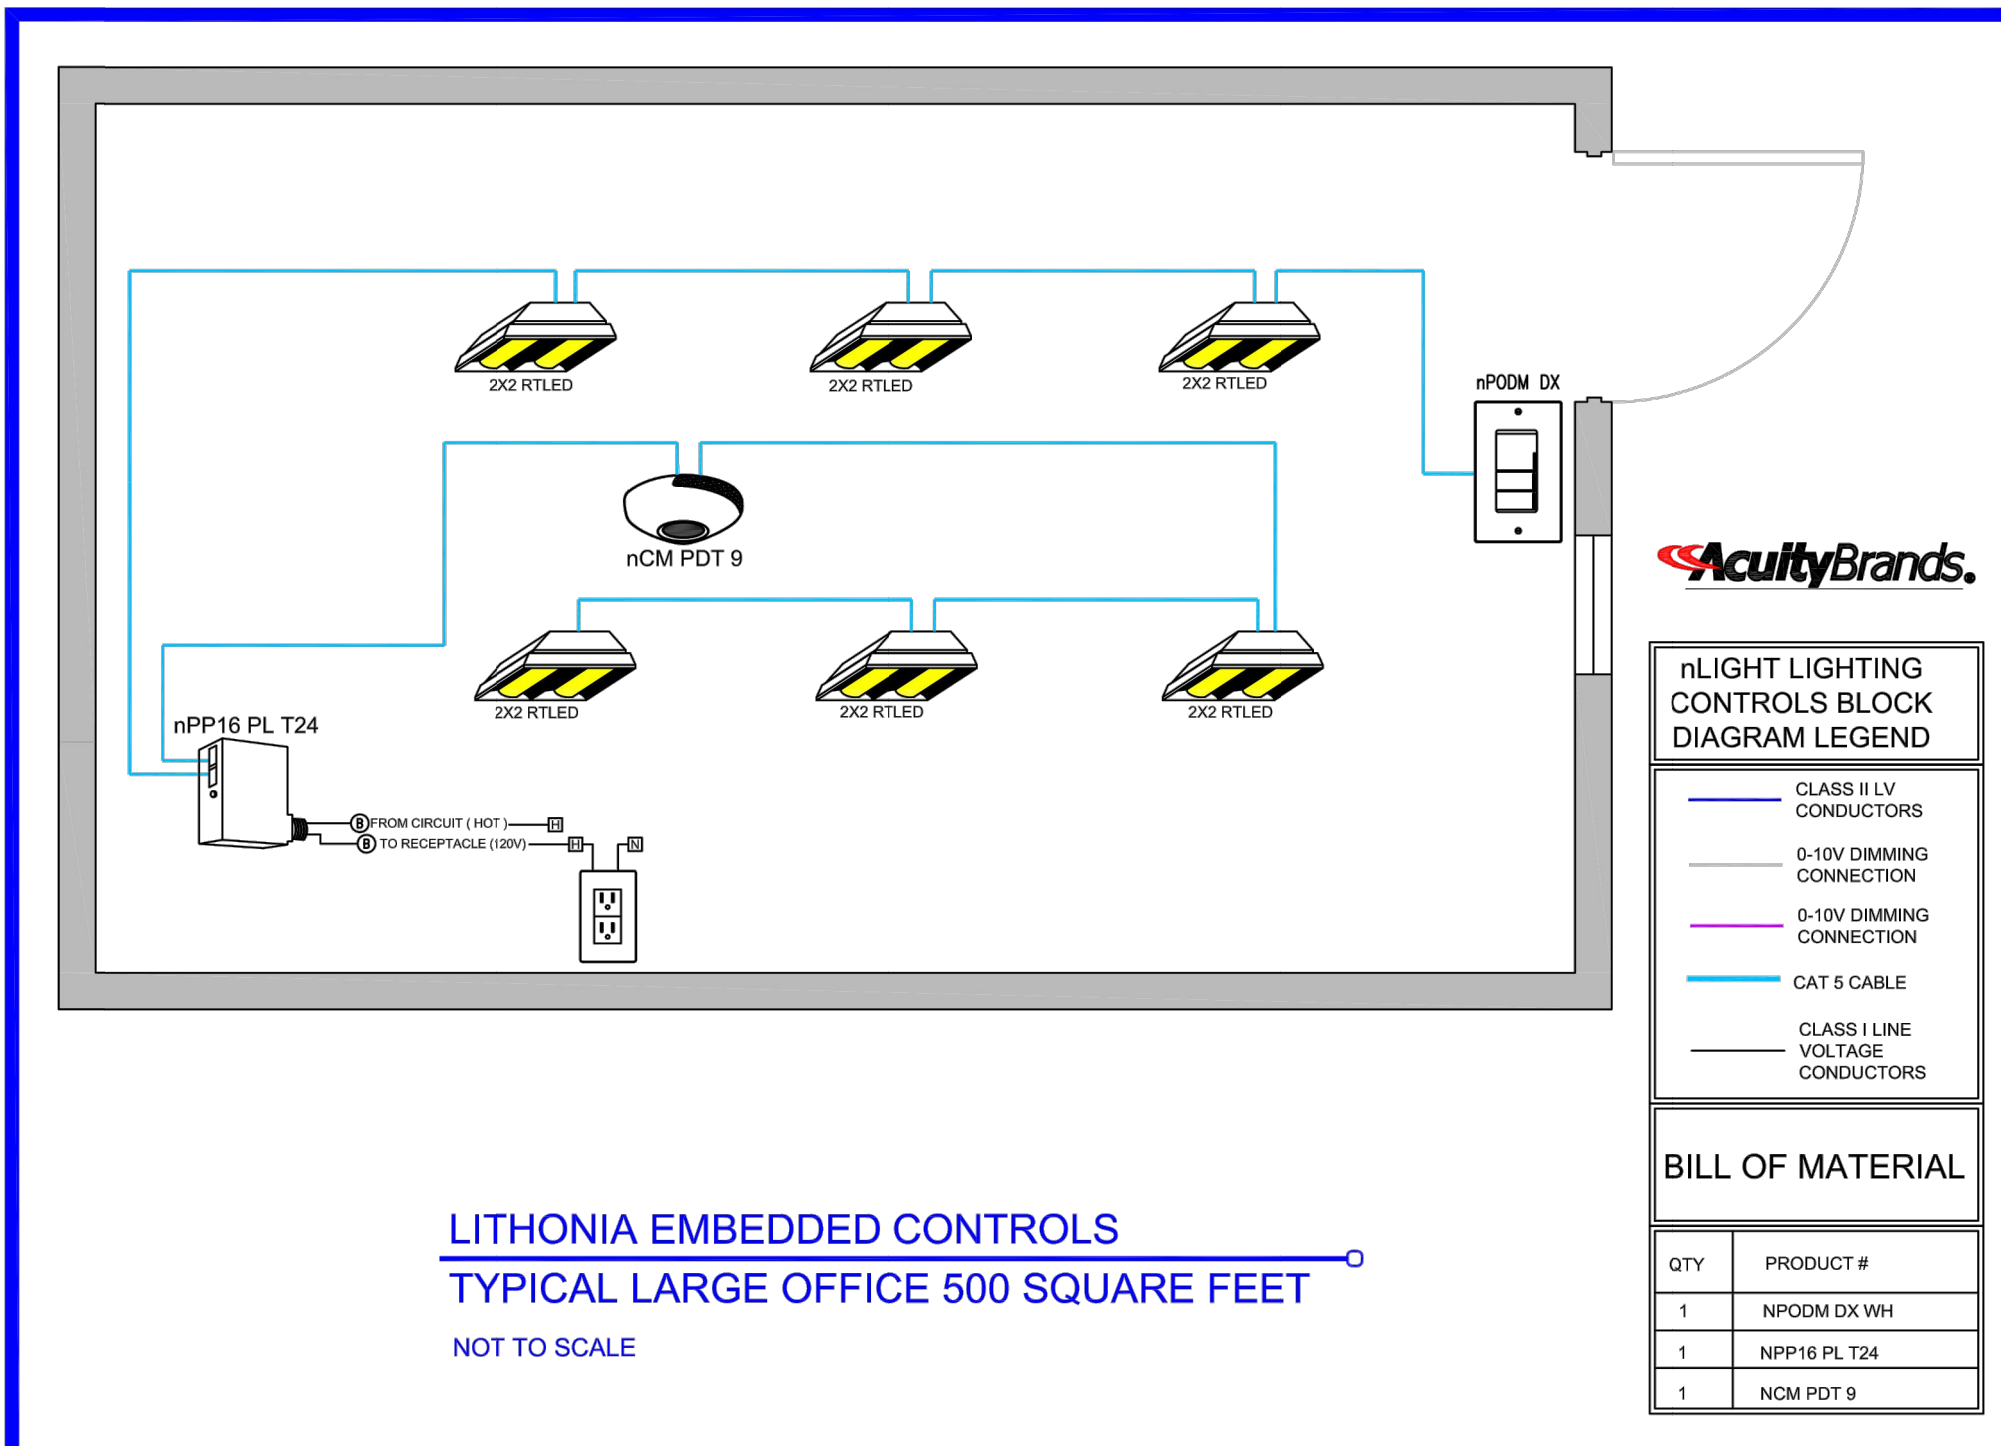 2X2 RTLED
2X2 RTLED
2X2 RTLED
nPODM DX
nCM PDT 9
2X2 RTLED
2X2 RTLED
2X2 RTLED
nPP16 PL T24
B FROM CIRCUIT ( HOT ) H
B TO RECEPTACLE (120V) H N
AcuityBrands.
nLIGHT LIGHTING
CONTROLS BLOCK
DIAGRAM LEGEND
CLASS II LV
CONDUCTORS
0-10V DIMMING
CONNECTION
0-10V DIMMING
CONNECTION
CAT 5 CABLE
CLASS I LINE
VOLTAGE
CONDUCTORS
BILL OF MATERIAL
QTY PRODUCT #
1 NPODM DX WH
1 NPP16 PL T24
1 NCM PDT 9
LITHONIA EMBEDDED CONTROLS
TYPICAL LARGE OFFICE 500 SQUARE FEET
NOT TO SCALE